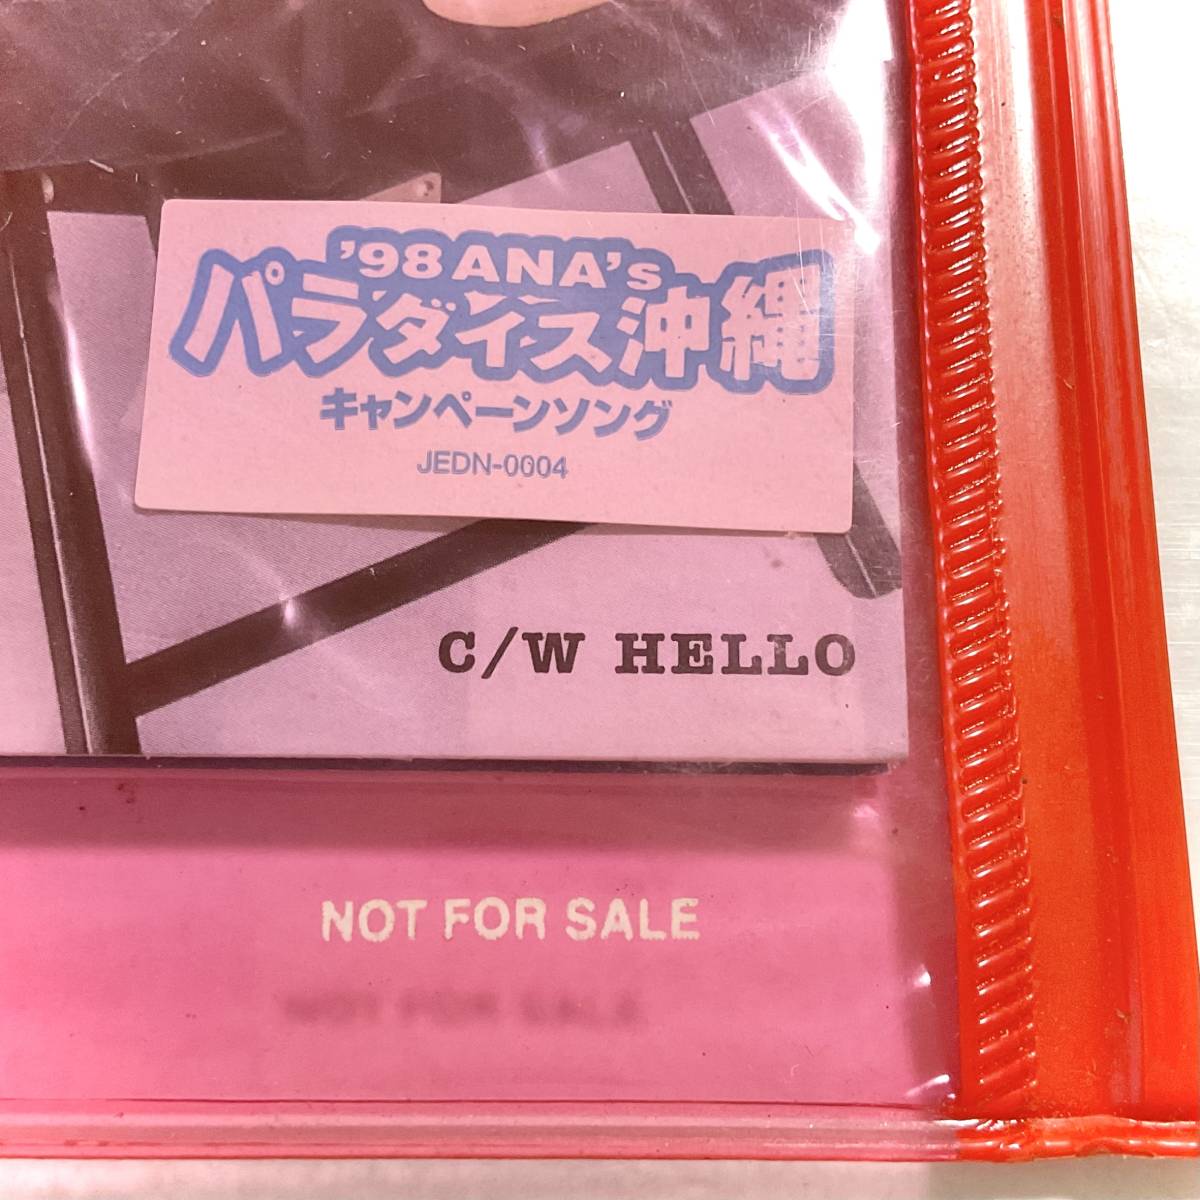 '98 ANA's
パラダイス沖縄
キャンペーンソング
JEDN-0004
C/W HELLO
NOT FOR SALE